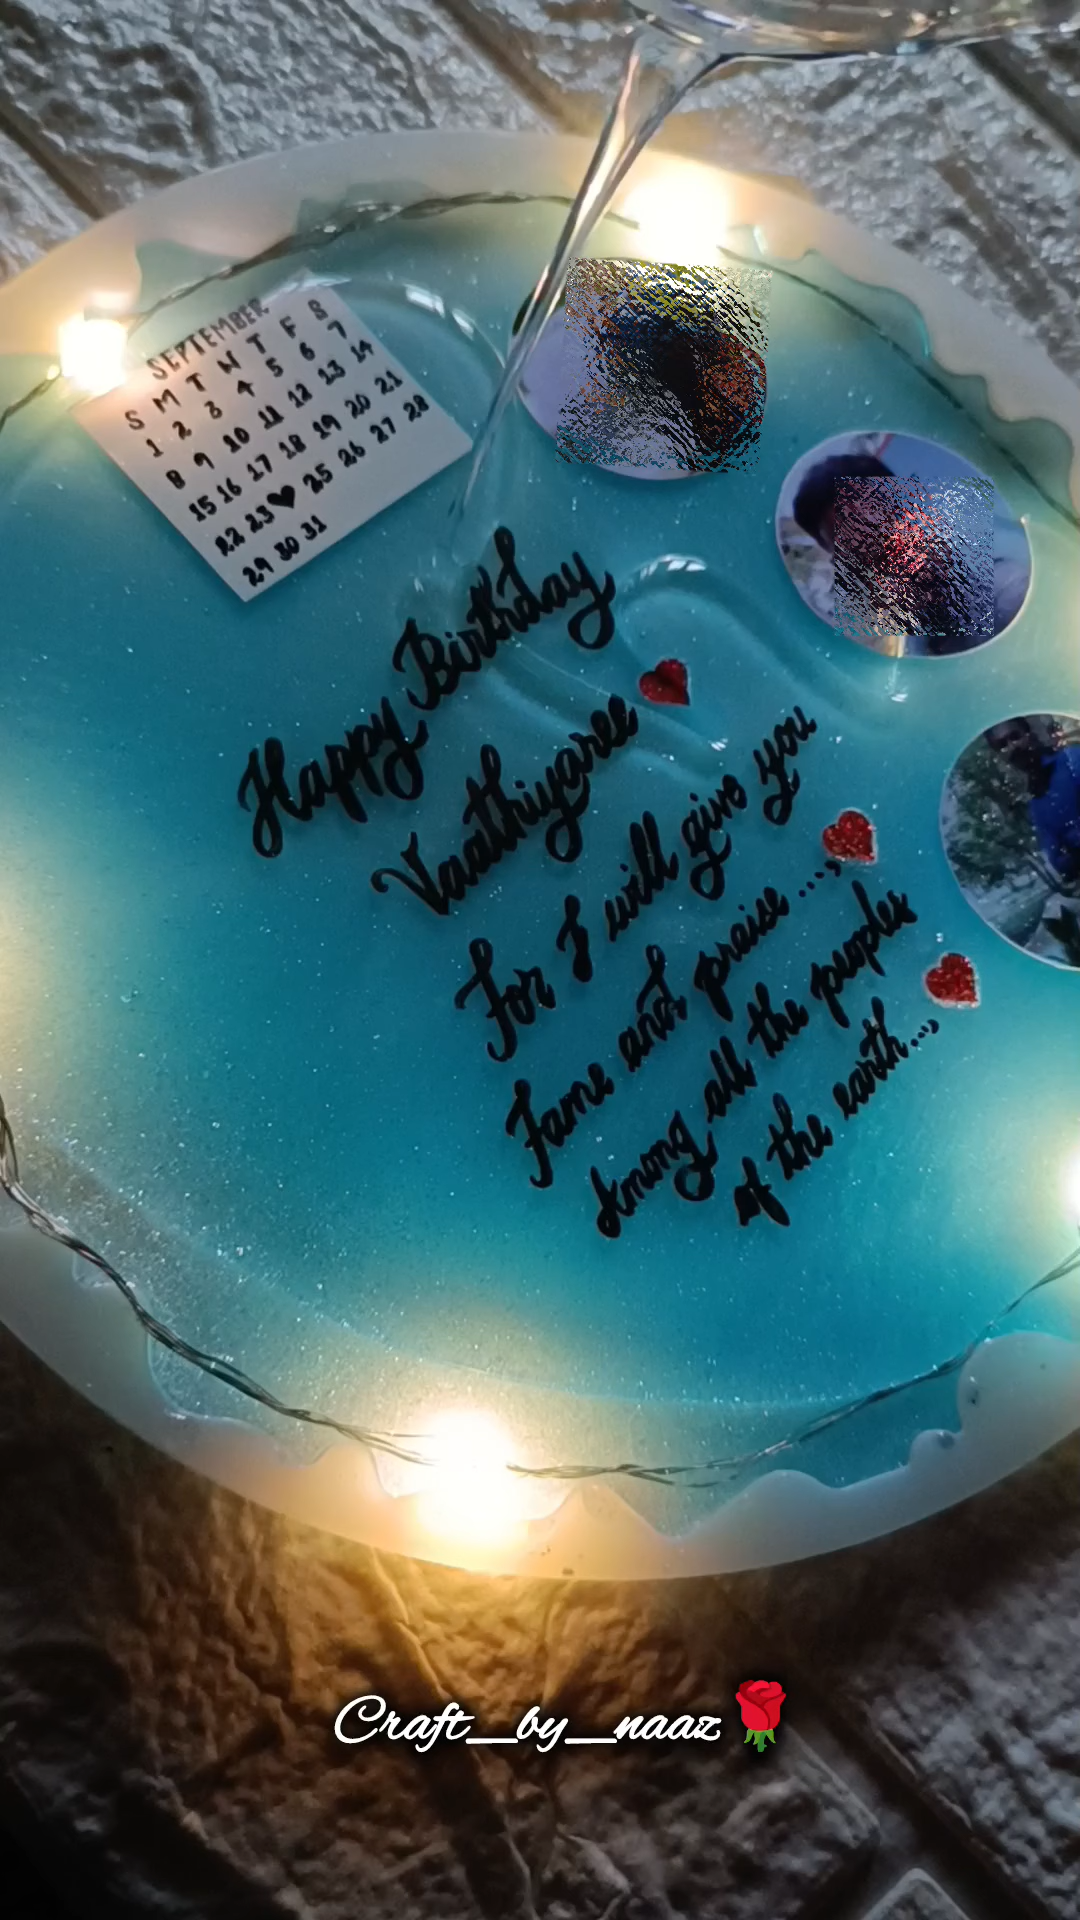 SEPTEMBER
S M T W T F S
1 2 3 4 5 6 7
8 9 10 11 12 13 14
15 16 17 18 19 20 21
22 23 ♥ 25 26 27 28
29 30 31
Happy Birthday
Vaathiyaree
For I will give you
Fame and praise....,
Among all the peoples
of the earth...,
Craft__by__naaz🌹